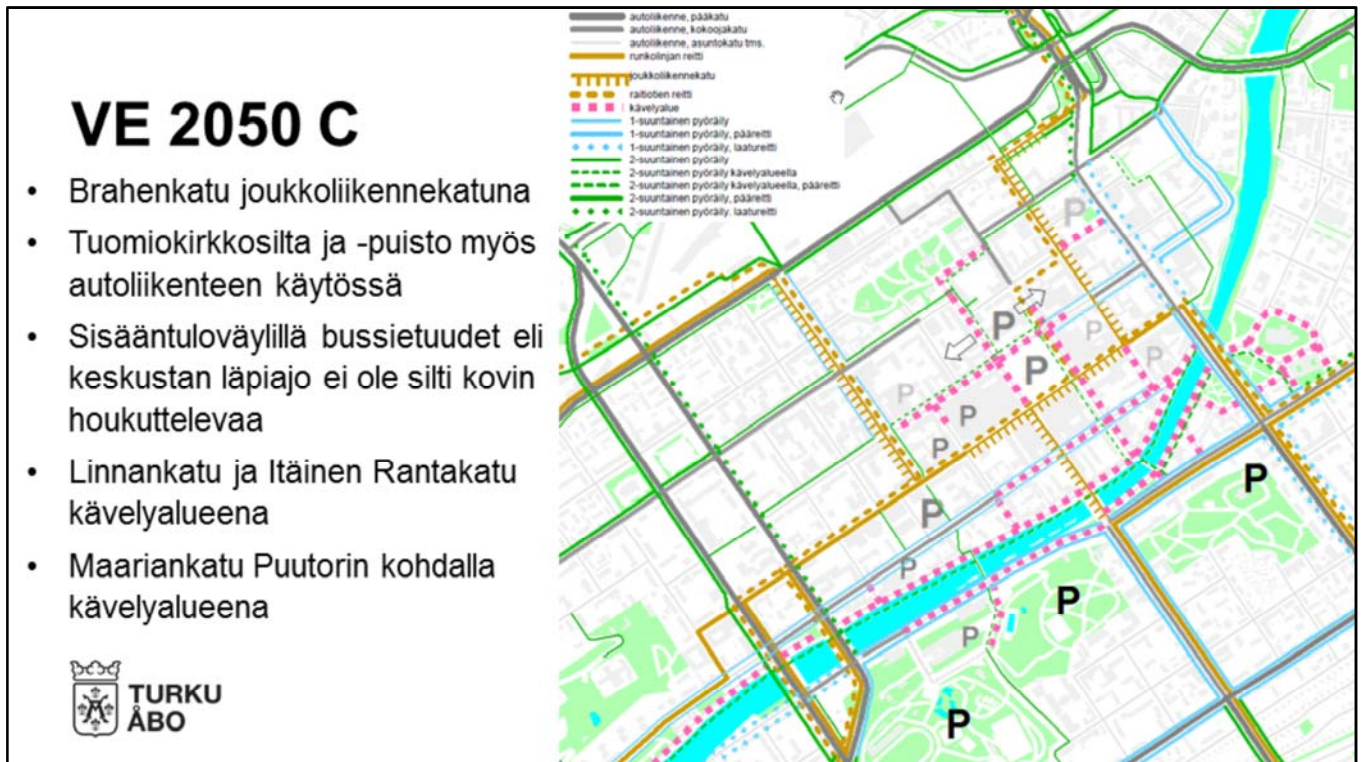 VE 2050 C
• Brahenkatu joukkoliikennekatuna
• Tuomiokirkkosilta ja -puisto myös
autoliikenteen käytössä
• Sisääntuloväylillä bussietuudet eli
keskustan läpiajo ei ole silti kovin
houkuttelevaa
• Linnankatu ja Itäinen Rantakatu
kävelyalueena
• Maariankatu Puutorin kohdalla
kävelyalueena
TURKU
ÅBO
autoliikenne, pääkatu
autoliikenne, kokoojakatu
autoliikenne, asuntokatu tms.
runkolinjan reitti
joukkoliikennekatu
raitiotien reitti
kävelyalue
1-suuntainen pyöräily
1-suuntainen pyöräily, pääreitti
1-suuntainen pyöräily, laatureitti
2-suuntainen pyöräily
2-suuntainen pyöräily kävelyalueella
2-suuntainen pyöräily kävelyalueella, pääreitti
2-suuntainen pyöräily, pääreitti
2-suuntainen pyöräily, laatureitti
P
P
P
P
P
P
P
P
P
P
P
P
P
P